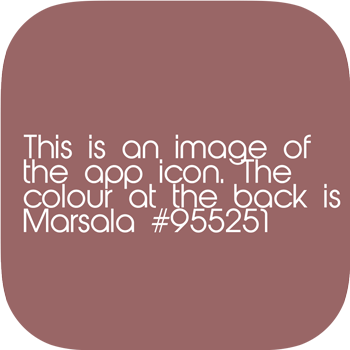 This is an image of
the app icon. The
colour at the back is
Marsala #955251